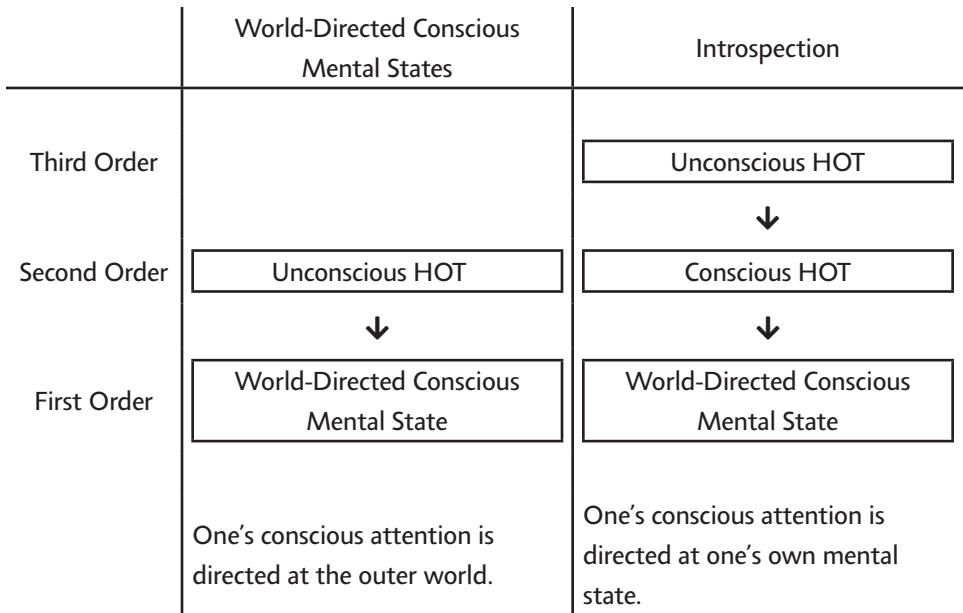 World-Directed Conscious
Mental States
Introspection
Third Order
Unconscious HOT
Second Order
Unconscious HOT
Conscious HOT
First Order
World-Directed Conscious
Mental State
World-Directed Conscious
Mental State
One’s conscious attention is
directed at the outer world.
One’s conscious attention is
directed at one’s own mental
state.